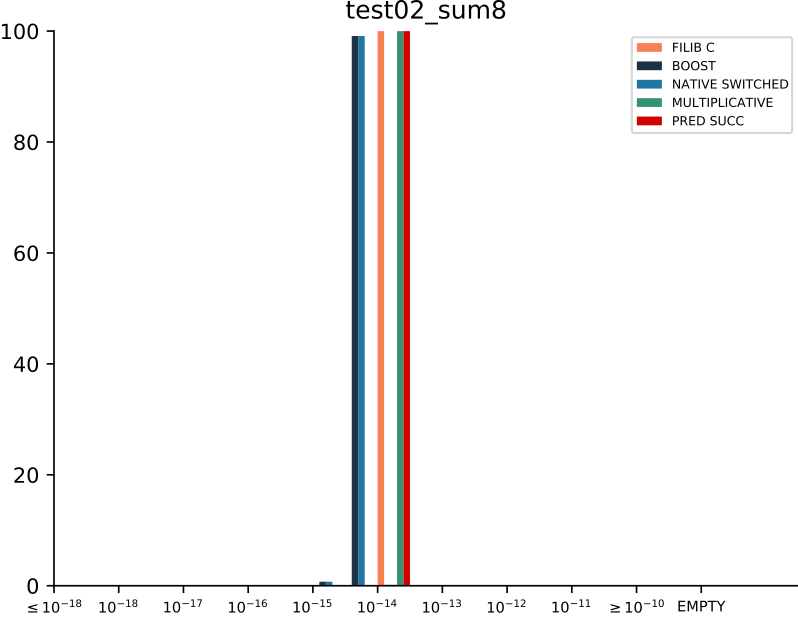 test02_sum8
100
80
60
40
20
0
≤10⁻¹⁸ 10⁻¹⁸ 10⁻¹⁷ 10⁻¹⁶ 10⁻¹⁵ 10⁻¹⁴ 10⁻¹³ 10⁻¹² 10⁻¹¹ ≥10⁻¹⁰ EMPTY
FILIB C
BOOST
NATIVE SWITCHED
MULTIPLICATIVE
PRED SUCC